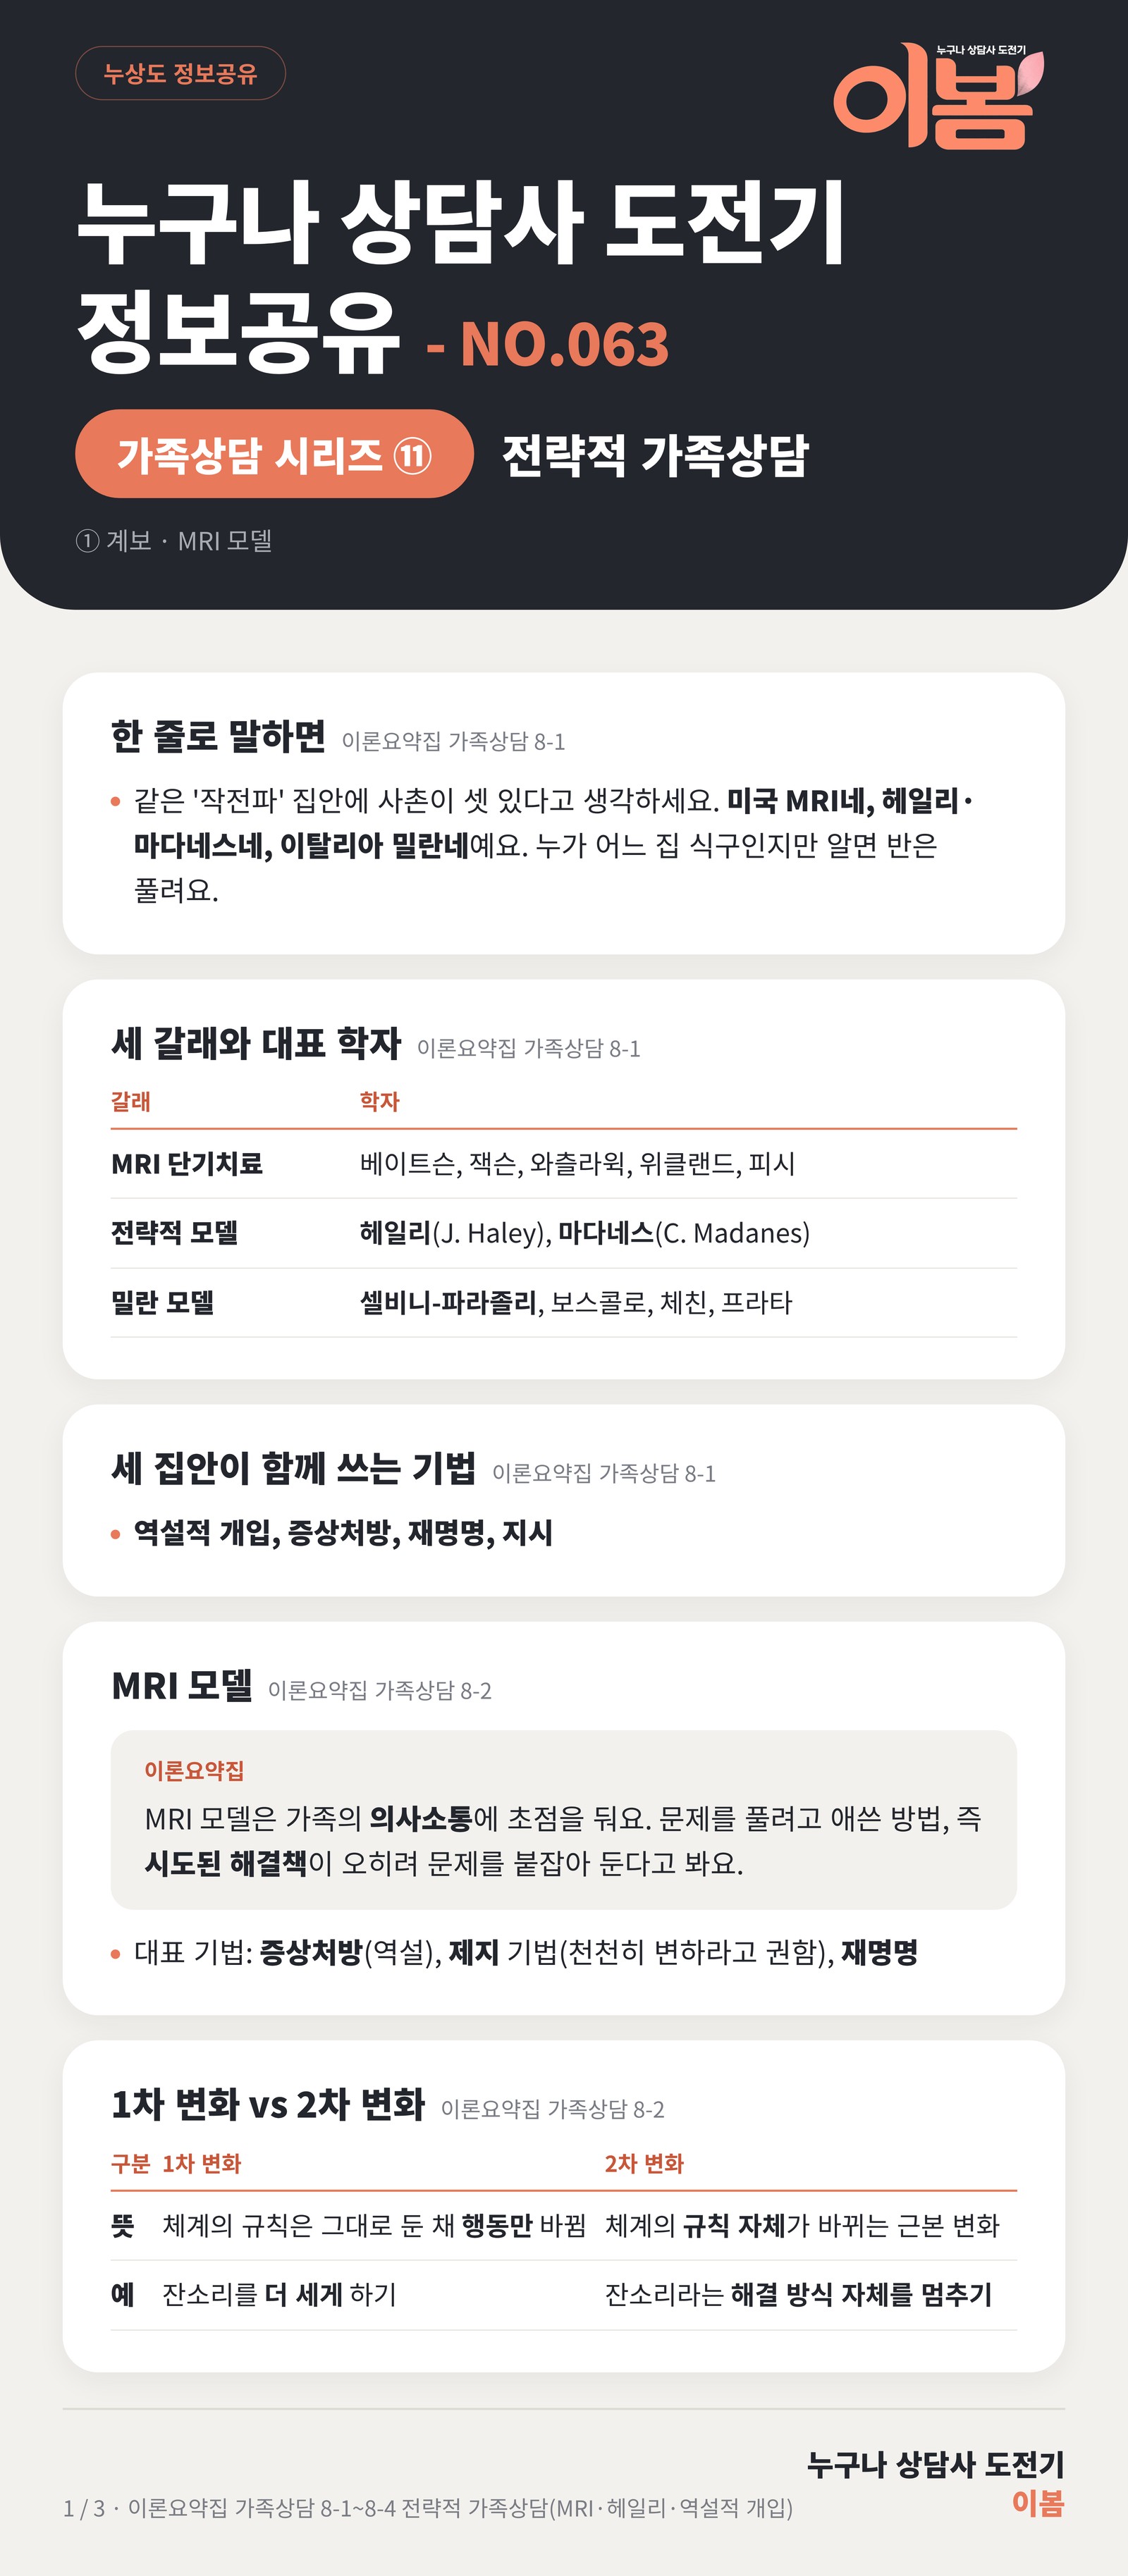 누상도 정보공유
누구나 상담사 도전기
이봄
누구나 상담사 도전기
정보공유 - NO.063
가족상담 시리즈 ⑪ 전략적 가족상담
① 계보 · MRI 모델
한 줄로 말하면 이론요약집 가족상담 8-1
• 같은 '작전파' 집안에 사촌이 셋 있다고 생각하세요. 미국 MRI네, 헤일리·
마다네스네, 이탈리아 밀란네예요. 누가 어느 집 식구인지만 알면 반은
풀려요.
세 갈래와 대표 학자 이론요약집 가족상담 8-1
갈래 학자
MRI 단기치료 베이트슨, 잭슨, 와츨라윅, 위클랜드, 피시
전략적 모델 헤일리(J. Haley), 마다네스(C. Madanes)
밀란 모델 셀비니-파라졸리, 보스콜로, 체친, 프라타
세 집안이 함께 쓰는 기법 이론요약집 가족상담 8-1
• 역설적 개입, 증상처방, 재명명, 지시
MRI 모델 이론요약집 가족상담 8-2
이론요약집
MRI 모델은 가족의 의사소통에 초점을 둬요. 문제를 풀려고 애쓴 방법, 즉
시도된 해결책이 오히려 문제를 붙잡아 둔다고 봐요.
• 대표 기법: 증상처방(역설), 제지 기법(천천히 변하라고 권함), 재명명
1차 변화 vs 2차 변화 이론요약집 가족상담 8-2
구분 1차 변화 2차 변화
뜻 체계의 규칙은 그대로 둔 채 행동만 바뀜 체계의 규칙 자체가 바뀌는 근본 변화
예 잔소리를 더 세게 하기 잔소리라는 해결 방식 자체를 멈추기
누구나 상담사 도전기
1 / 3 · 이론요약집 가족상담 8-1~8-4 전략적 가족상담(MRI·헤일리·역설적 개입) 이봄